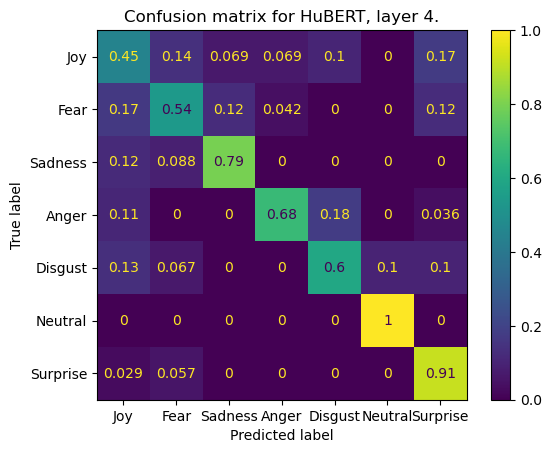 Confusion matrix for HuBERT, layer 4.
True label
Joy 0.45 0.14 0.069 0.069 0.1 0 0.17
Fear 0.17 0.54 0.12 0.042 0 0 0.12
Sadness 0.12 0.088 0.79 0 0 0 0
Anger 0.11 0 0 0.68 0.18 0 0.036
Disgust 0.13 0.067 0 0 0.6 0.1 0.1
Neutral 0 0 0 0 0 1 0
Surprise 0.029 0.057 0 0 0 0 0.91
Joy Fear Sadness Anger Disgust Neutral Surprise
Predicted label
1.0
0.8
0.6
0.4
0.2
0.0